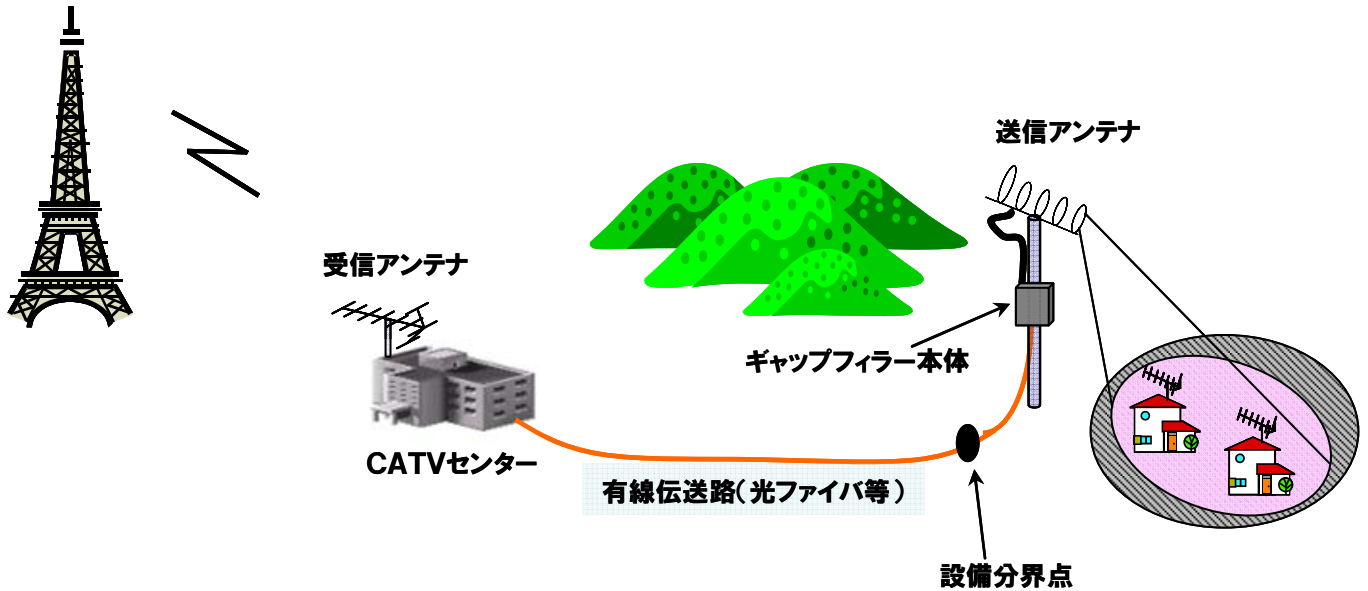 送信アンテナ
受信アンテナ
ギャップフィラー本体
CATVセンター
有線伝送路(光ファイバ等)
設備分界点